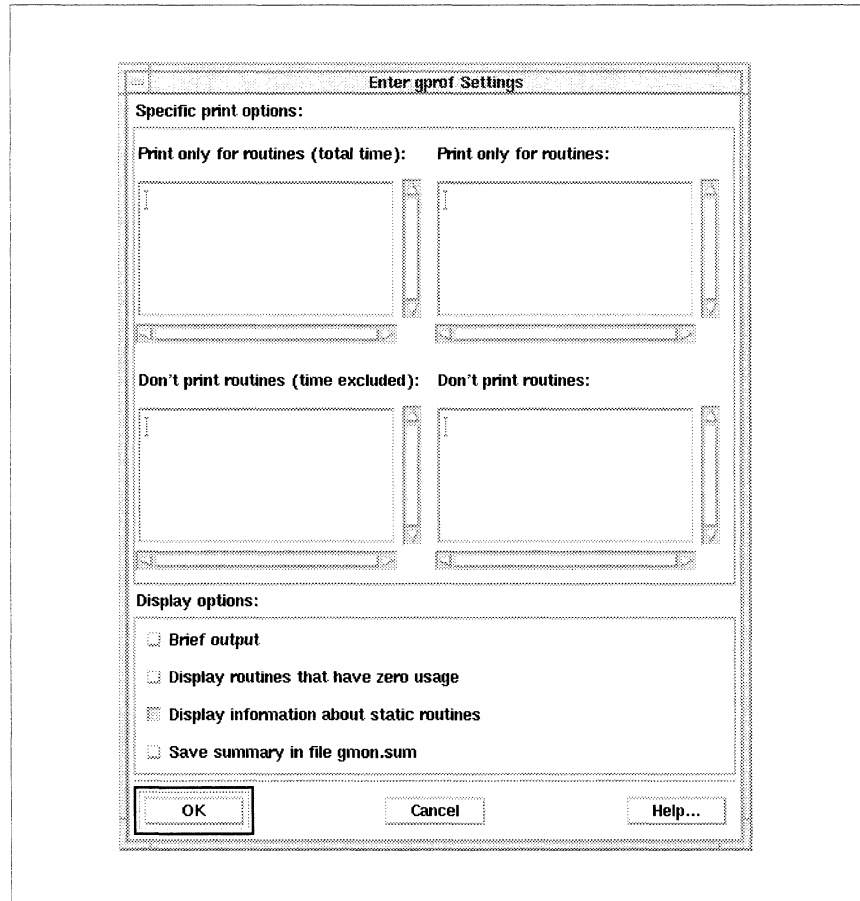 Enter gprof Settings
Specific print options:
Print only for routines (total time): Print only for routines:
Don't print routines (time excluded): Don't print routines:
Display options:
Brief output
Display routines that have zero usage
Display information about static routines
Save summary in file gmon.sum
OK Cancel Help...